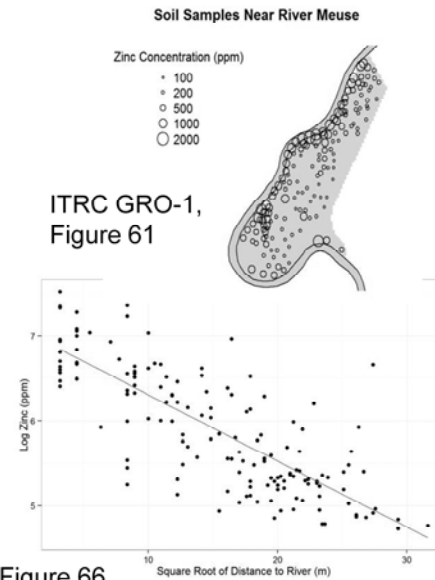 Soil Samples Near River Meuse
Zinc Concentration (ppm)
100
200
500
1000
2000
ITRC GRO-1,
Figure 61
7
6
5
Log Zinc (ppm)
10
20
30
Square Root of Distance to River (m)
Figure 66